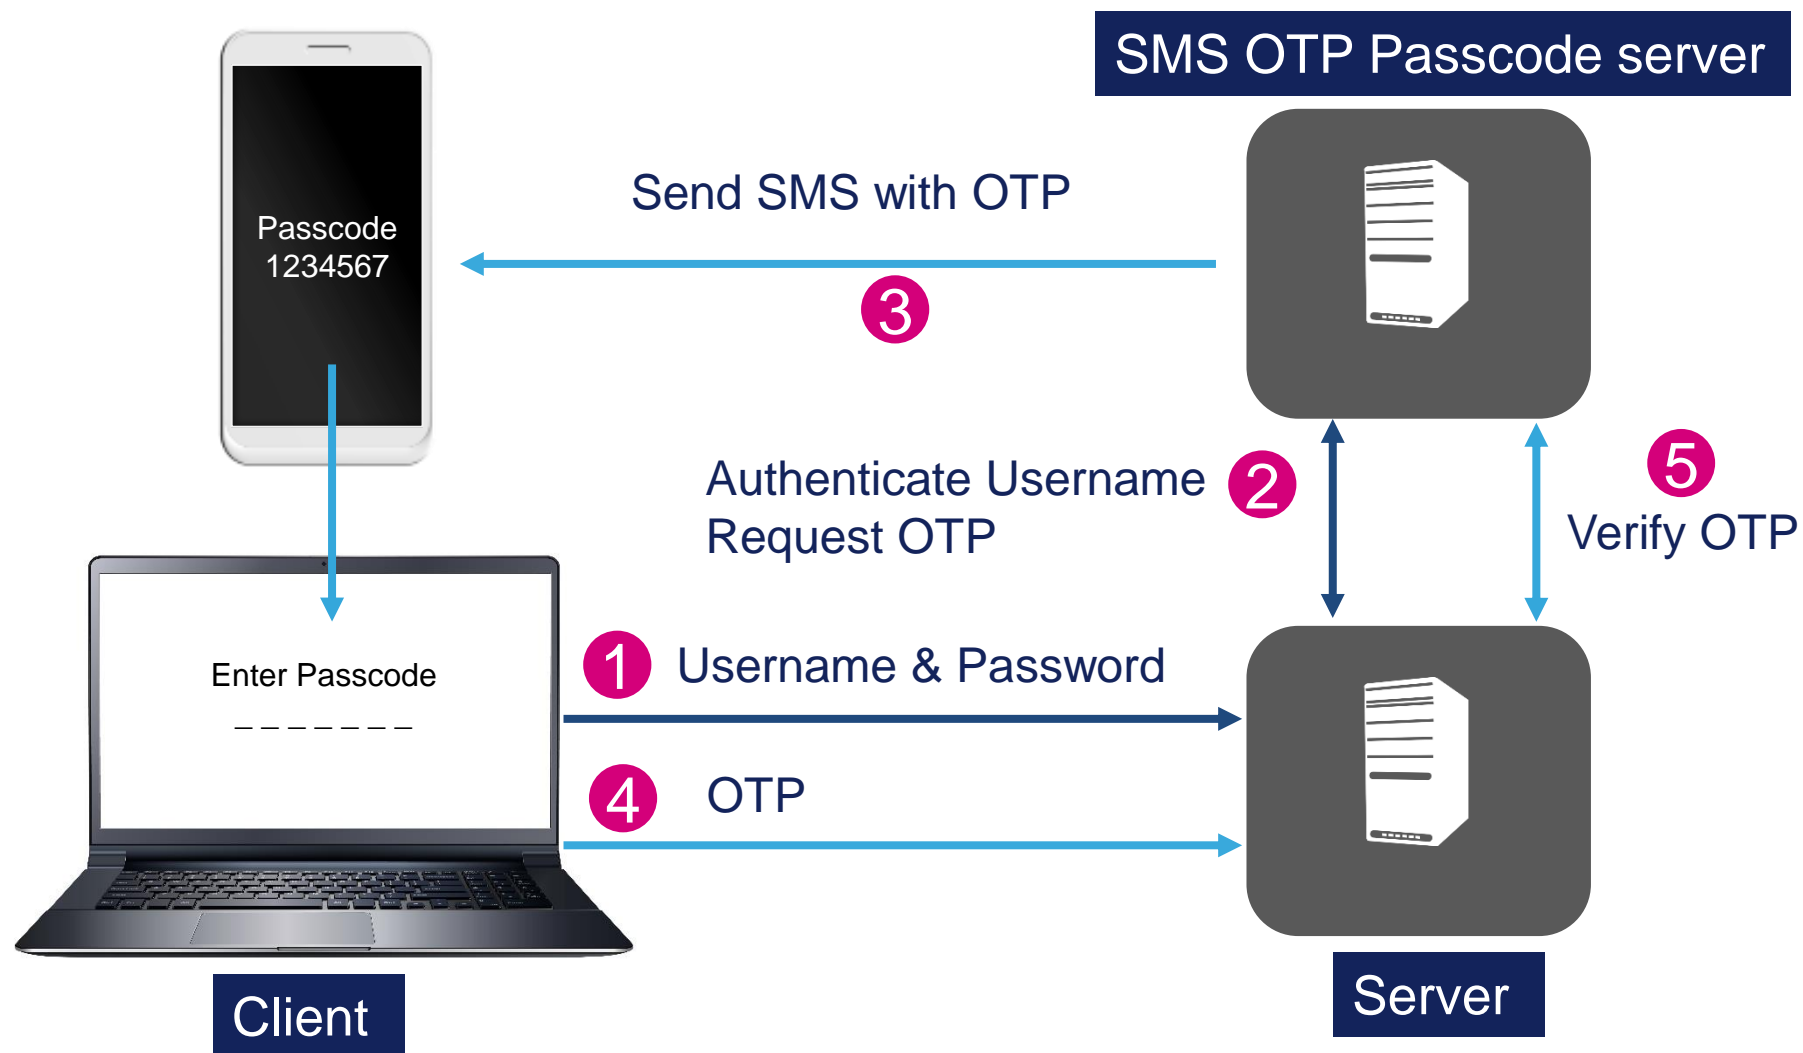 SMS OTP Passcode server
Send SMS with OTP
Passcode
1234567
3
Authenticate Username
Request OTP
2
5
Verify OTP
Enter Passcode
_ _ _ _ _ _ _
1
Username & Password
4
OTP
Client
Server